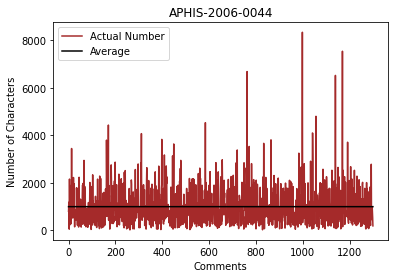 APHIS-2006-0044
Actual Number
Average
8000
6000
4000
2000
0
Number of Characters
0 200 400 600 800 1000 1200
Comments